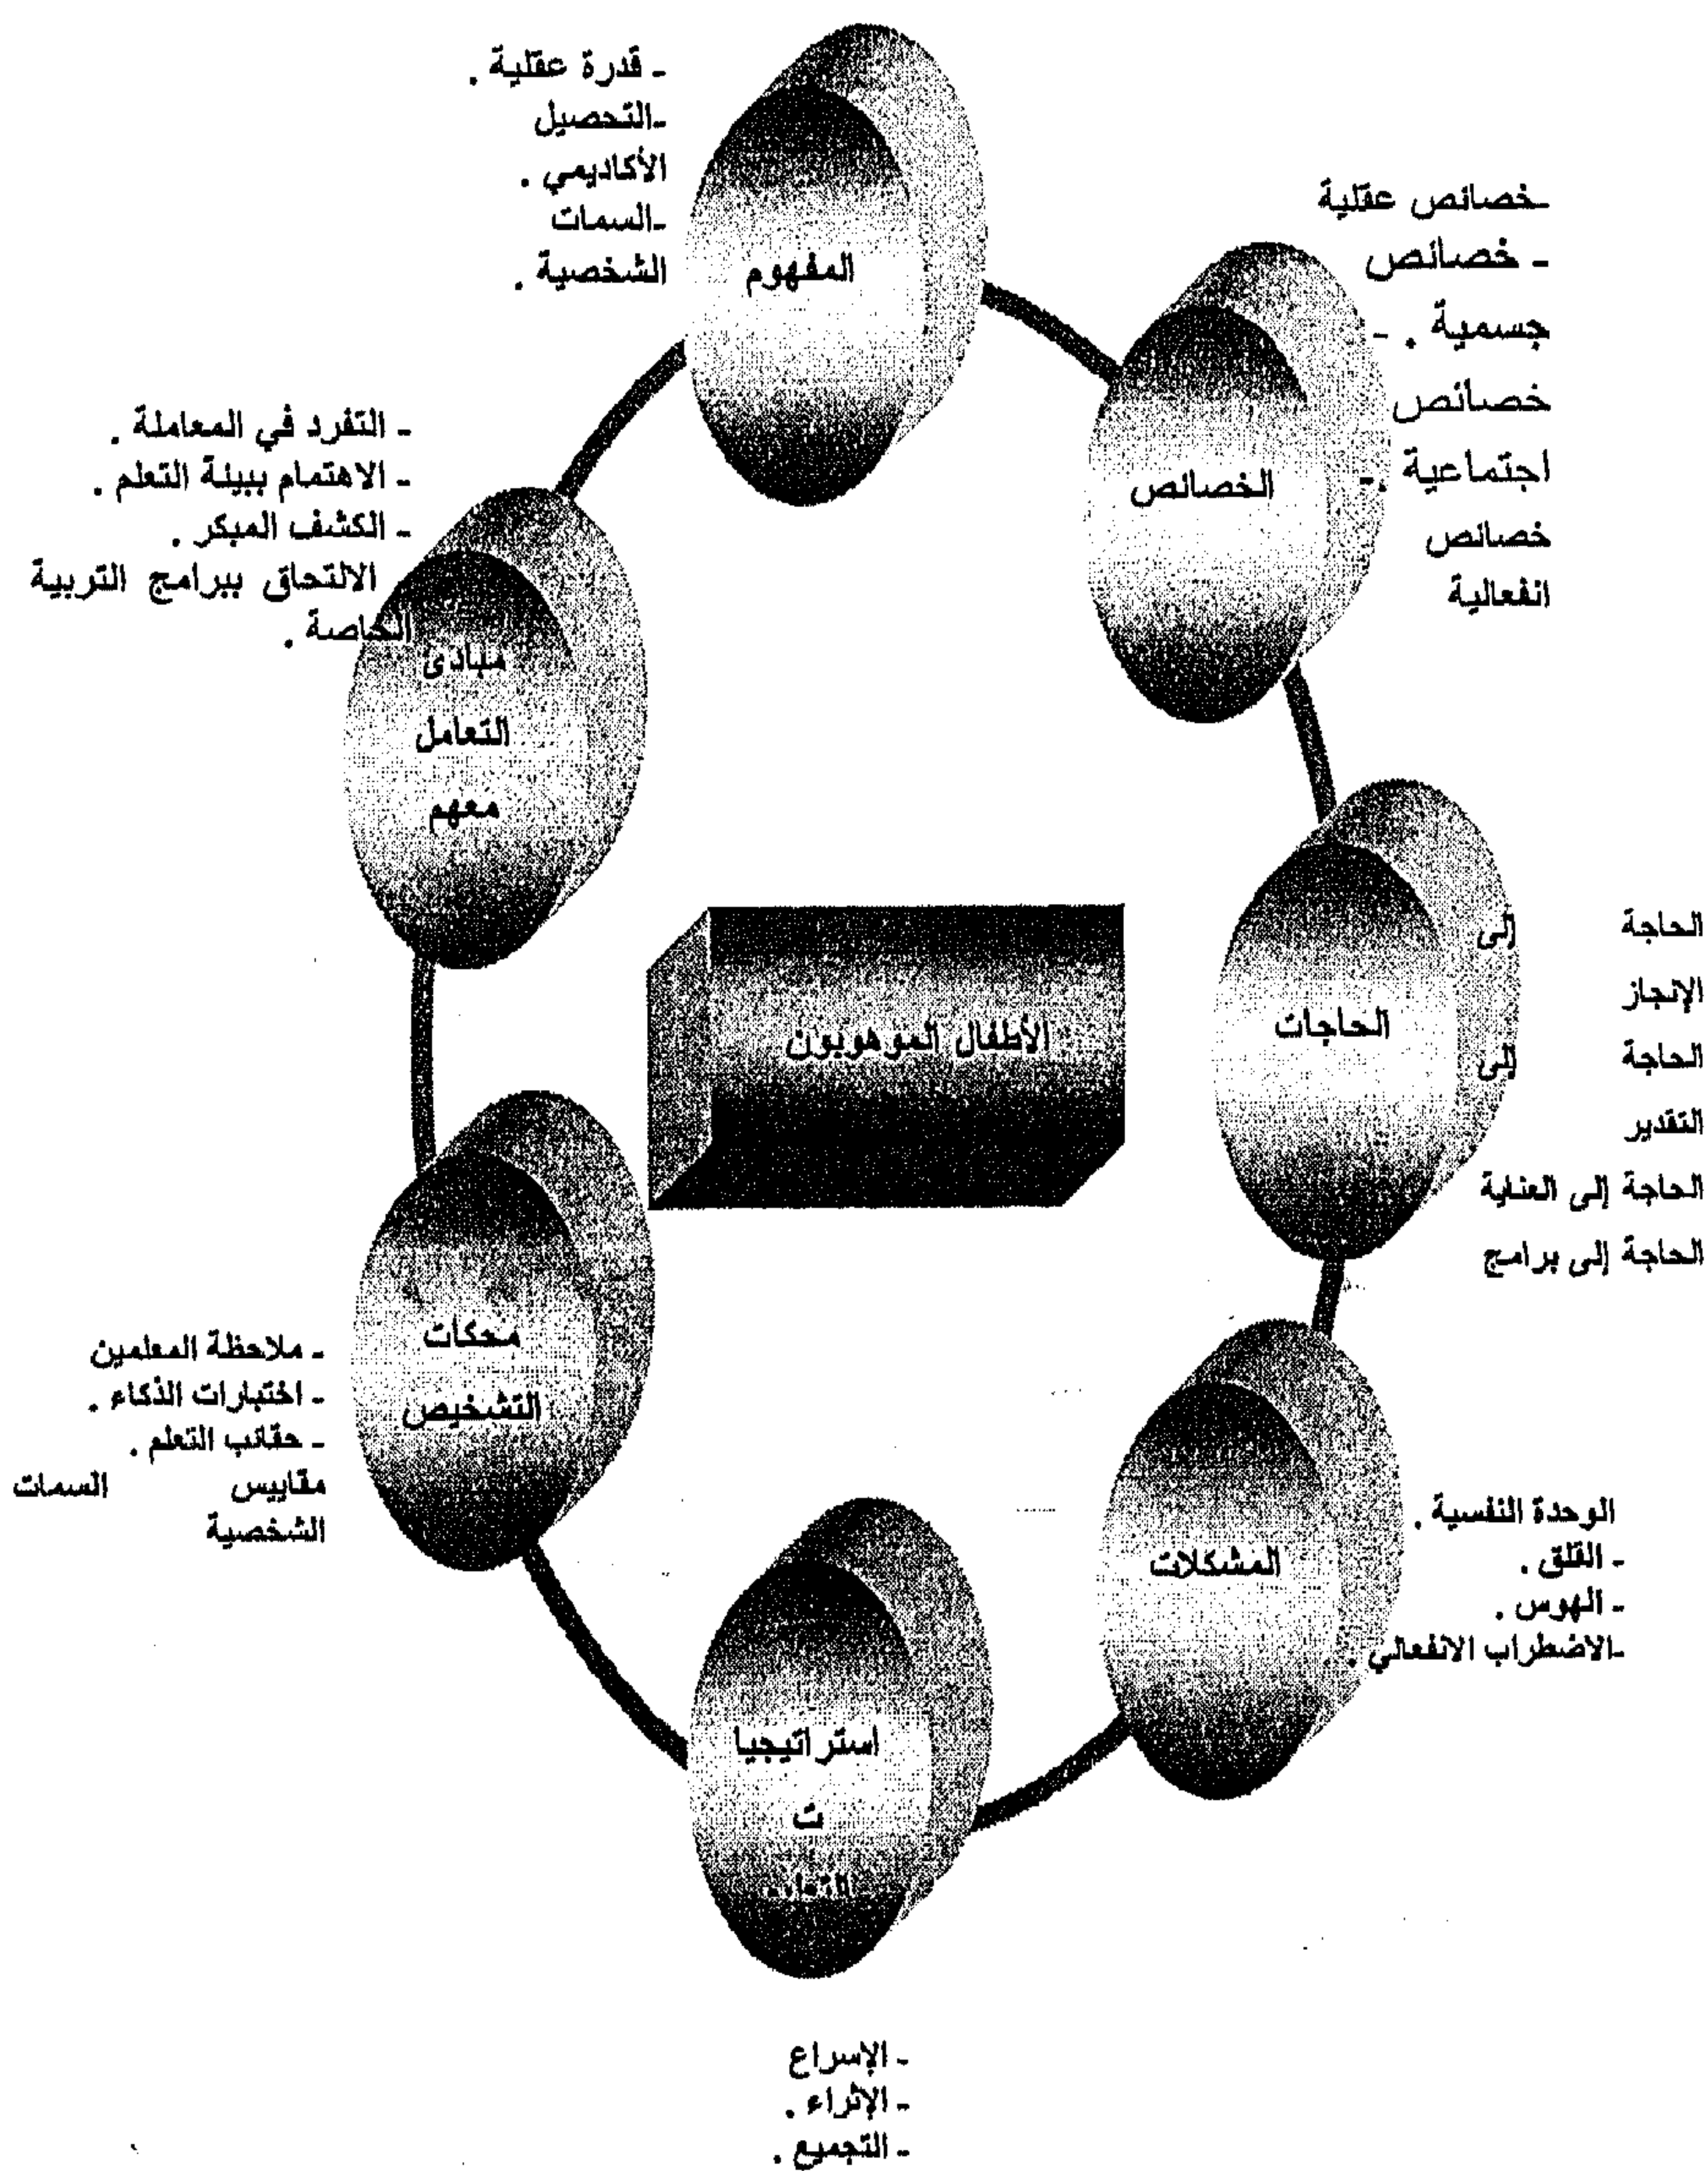 - قدرة عقلية .
-التحصيل
الأكاديمي .
-السمات
الشخصية .
المفهوم
-خصائص عقلية
- خصائص
جسمية . -
خصائص
اجتماعية .-
خصائص
انفعالية
الخصائص
الحاجة إلى
الإنجاز
الحاجة إلى
التقدير
الحاجة إلى العناية
الحاجة إلى برامج
الحاجات
الوحدة النفسية .
- القلق .
- الهوس .
-الاضطراب الانفعالي .
المشكلات
استراتيجيا
ت
- الإسراع
- الإثراء .
- التجميع .
محكات
التشخيص
- ملاحظة المعلمين
- اختبارات الذكاء .
- حقائب التعلم .
مقاييس السمات
الشخصية
- التفرد في المعاملة .
- الاهتمام ببيئة التعلم .
- الكشف المبكر .
الالتحاق ببرامج التربية
الخاصة .
مبادئ
التعامل
معهم
الأطفال الموهوبون